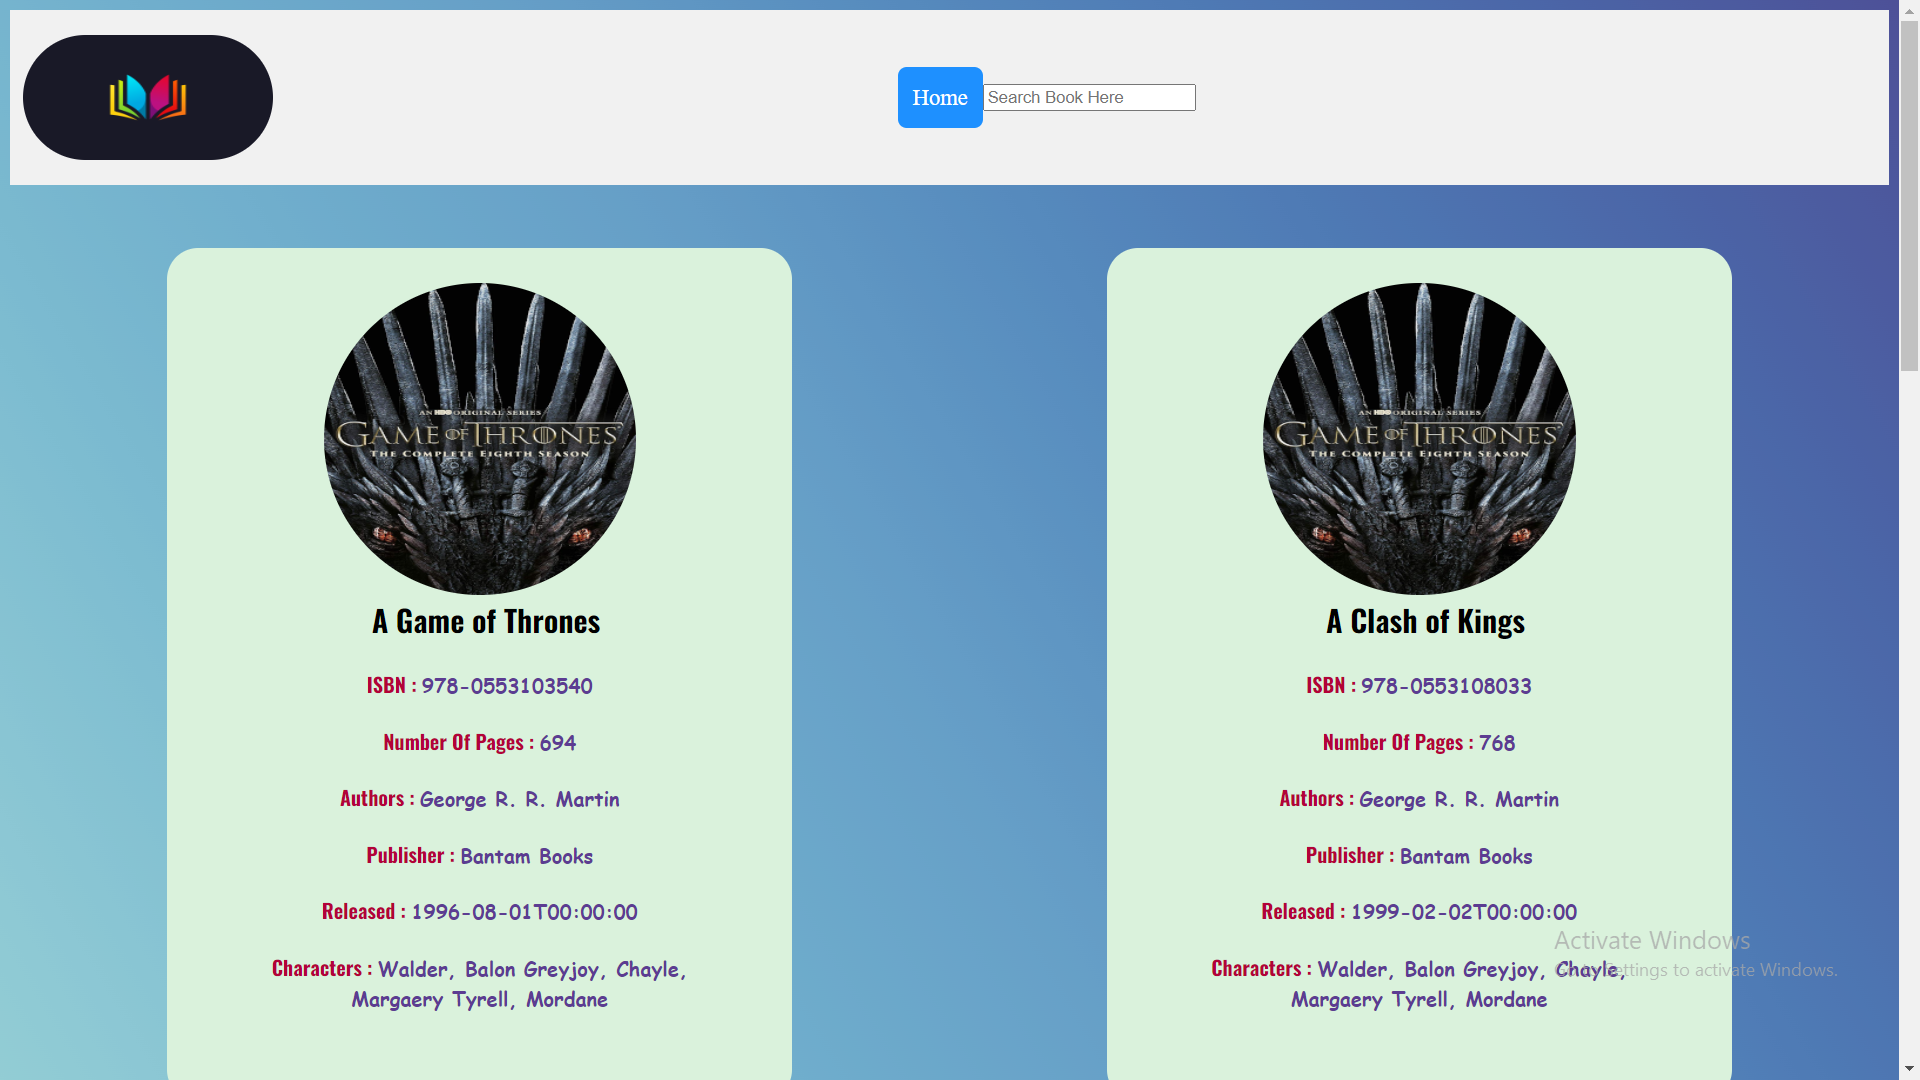 Home
Search Book Here
AN HBO ORIGINAL SERIES
GAME OF THRONES
THE COMPLETE EIGHTH SEASON
A Game of Thrones
ISBN : 978-0553103540
Number Of Pages : 694
Authors : George R. R. Martin
Publisher : Bantam Books
Released : 1996-08-01T00:00:00
Characters : Walder, Balon Greyjoy, Chayle,
Margaery Tyrell, Mordane
AN HBO ORIGINAL SERIES
GAME OF THRONES
THE COMPLETE EIGHTH SEASON
A Clash of Kings
ISBN : 978-0553108033
Number Of Pages : 768
Authors : George R. R. Martin
Publisher : Bantam Books
Released : 1999-02-02T00:00:00
Characters : Walder, Balon Greyjoy, Chayle,
Margaery Tyrell, Mordane
Activate Windows
Go to Settings to activate Windows.